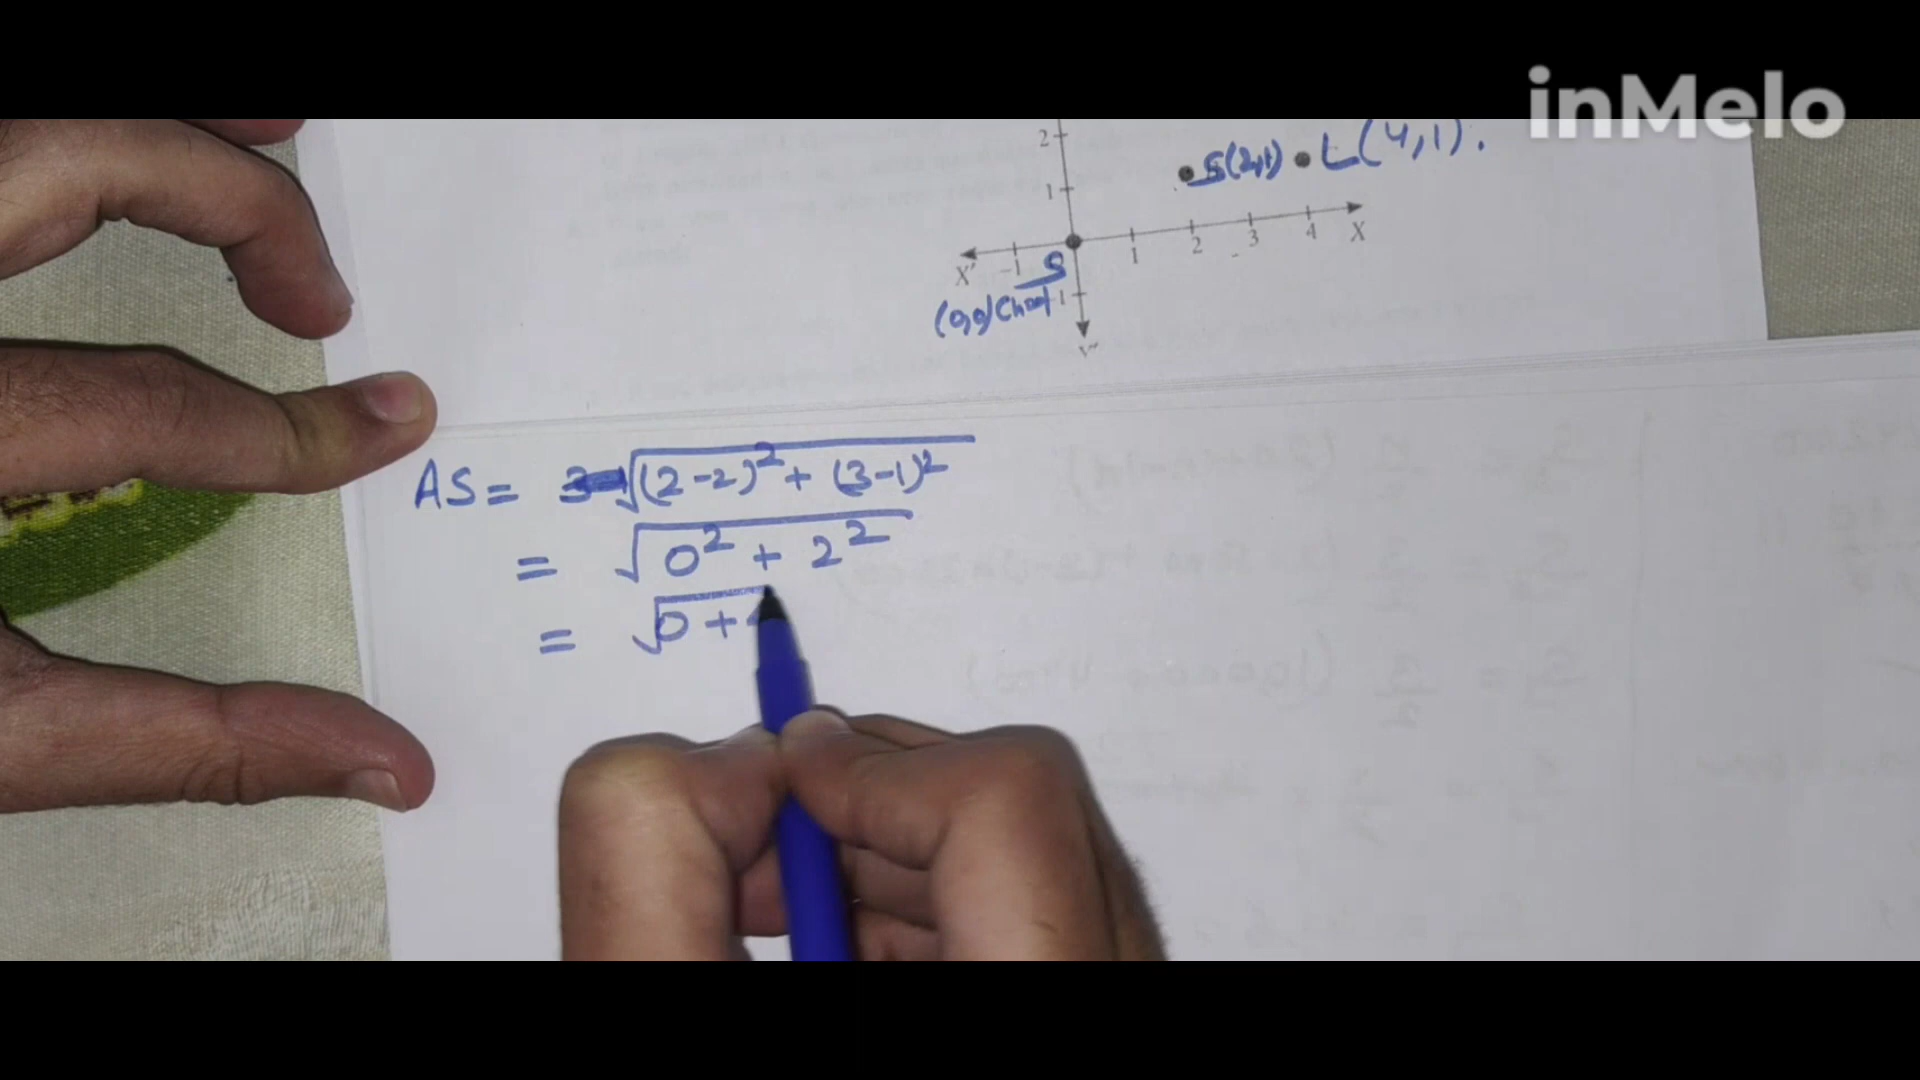 inMelo
2
S(2,1) L(4,1).
1
X' -1 1 2 3 4 X
S
(0,0)
AS = √(2-2)² + (3-1)²
= √0² + 2²
= √0 +